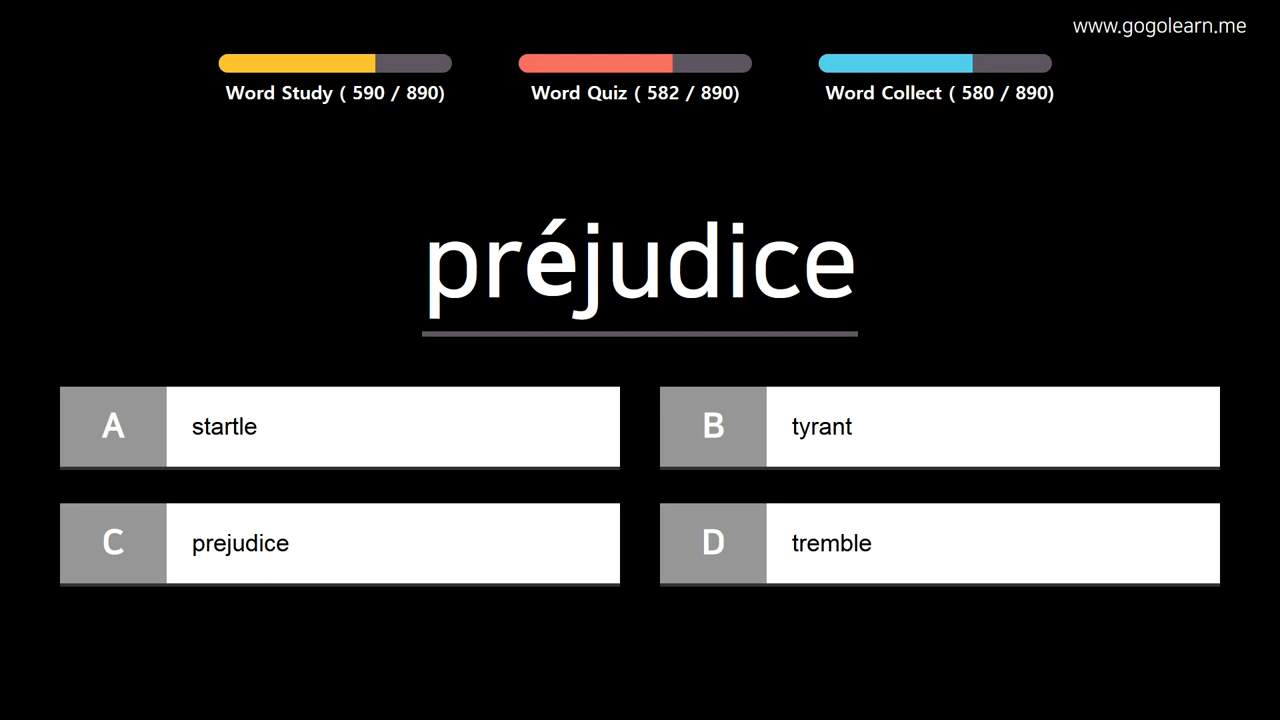 www.gogolearn.me
Word Study ( 590 / 890)
Word Quiz ( 582 / 890)
Word Collect ( 580 / 890)
préjudice
A startle
B tyrant
C prejudice
D tremble